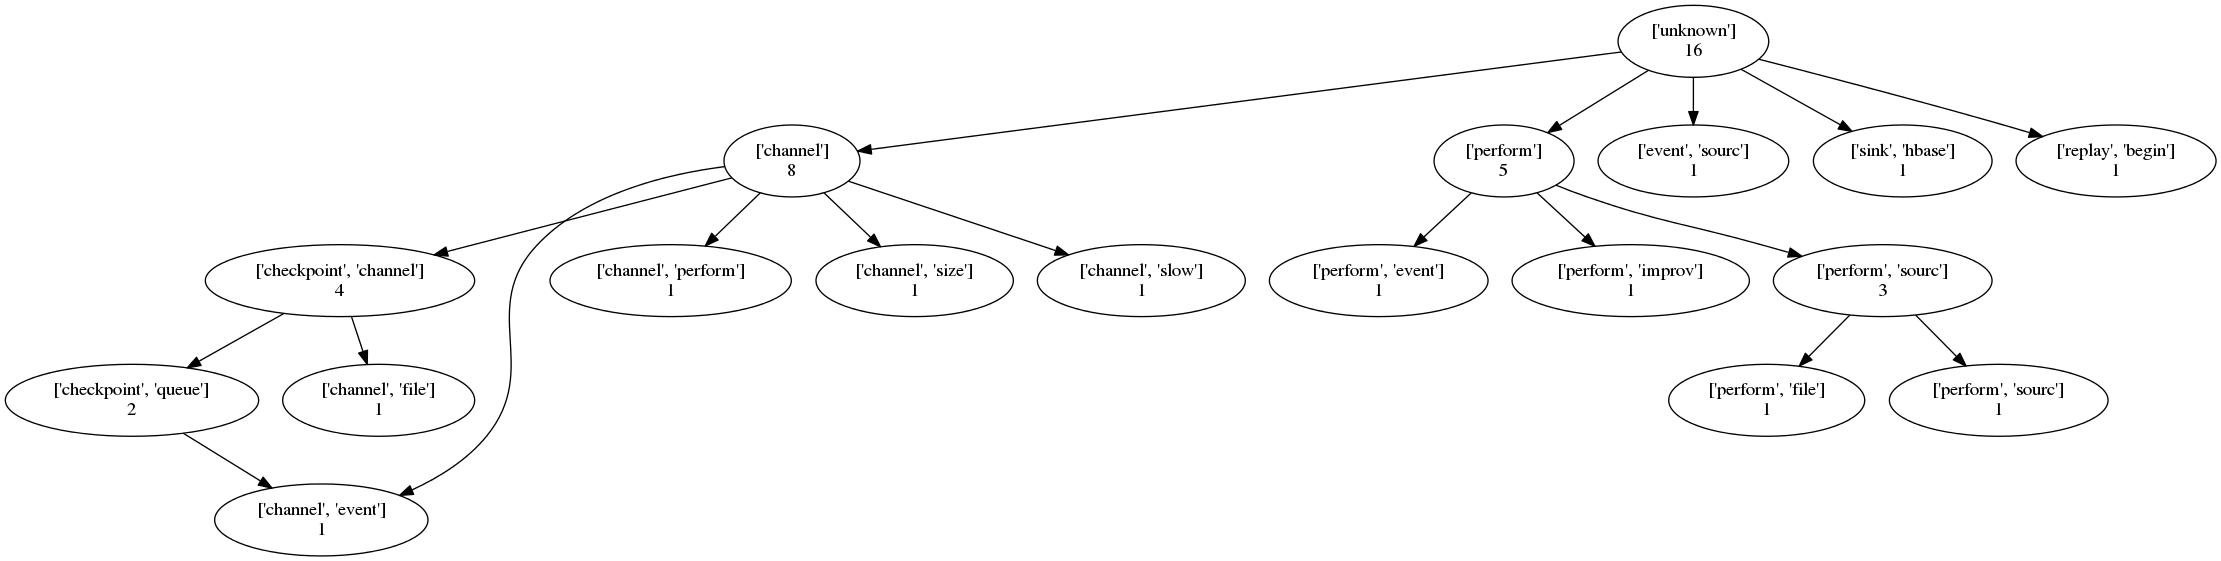 ['unknown']
16
['channel']
8
['perform']
5
['event', 'sourc']
1
['sink', 'hbase']
1
['replay', 'begin']
1
['checkpoint', 'channel']
4
['channel', 'perform']
1
['channel', 'size']
1
['channel', 'slow']
1
['perform', 'event']
1
['perform', 'improv']
1
['perform', 'sourc']
3
['checkpoint', 'queue']
2
['channel', 'file']
1
['perform', 'file']
1
['perform', 'sourc']
1
['channel', 'event']
1